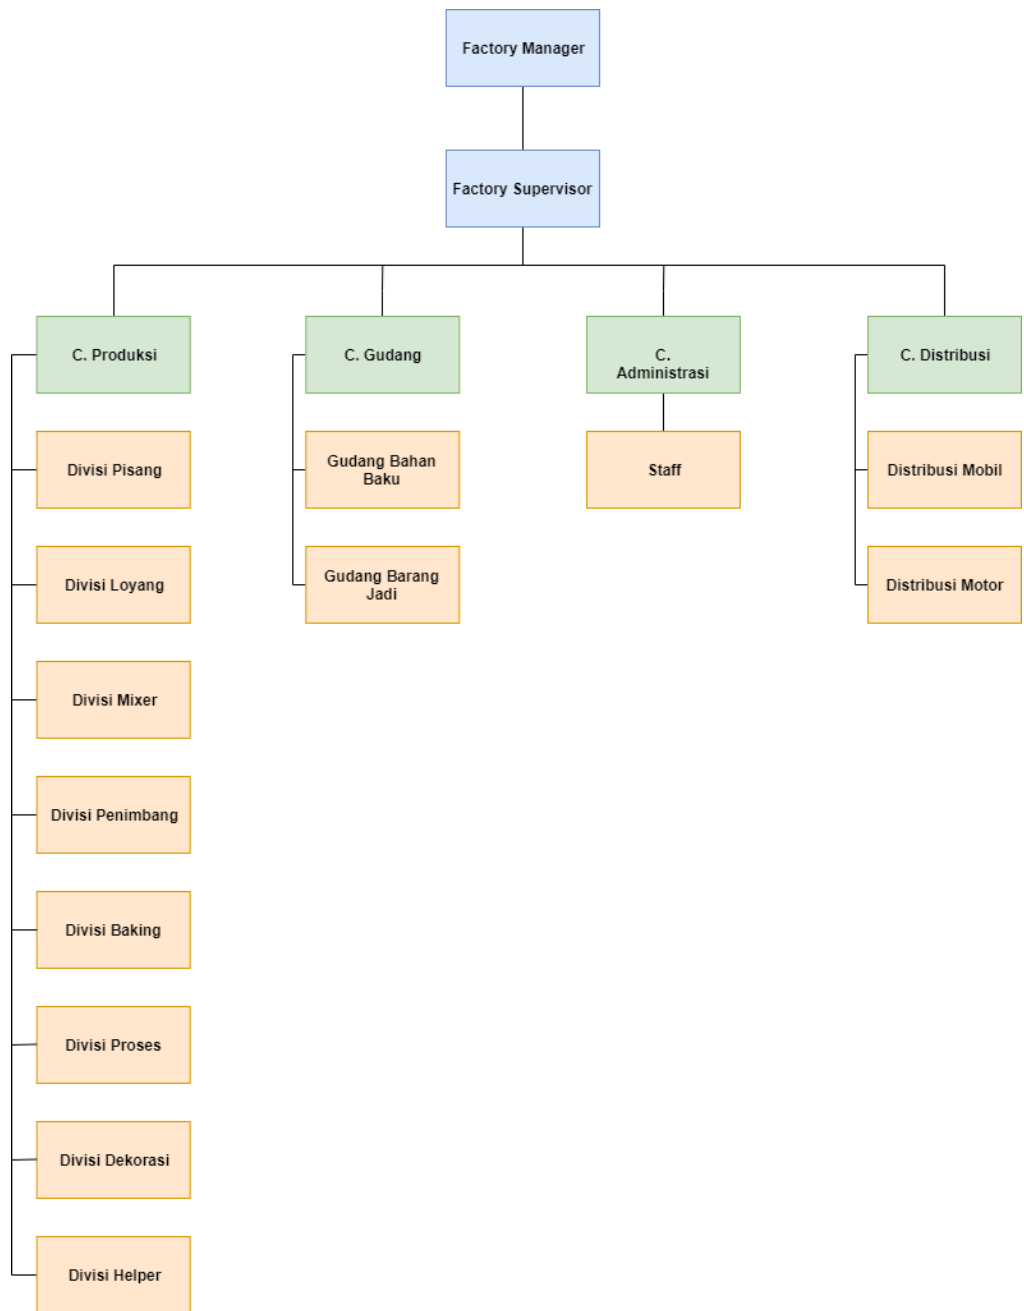 Factory Manager
Factory Supervisor
C. Produksi
C. Gudang
C.
Administrasi
C. Distribusi
Divisi Pisang
Gudang Bahan
Baku
Staff
Distribusi Mobil
Divisi Loyang
Gudang Barang
Jadi
Distribusi Motor
Divisi Mixer
Divisi Penimbang
Divisi Baking
Divisi Proses
Divisi Dekorasi
Divisi Helper